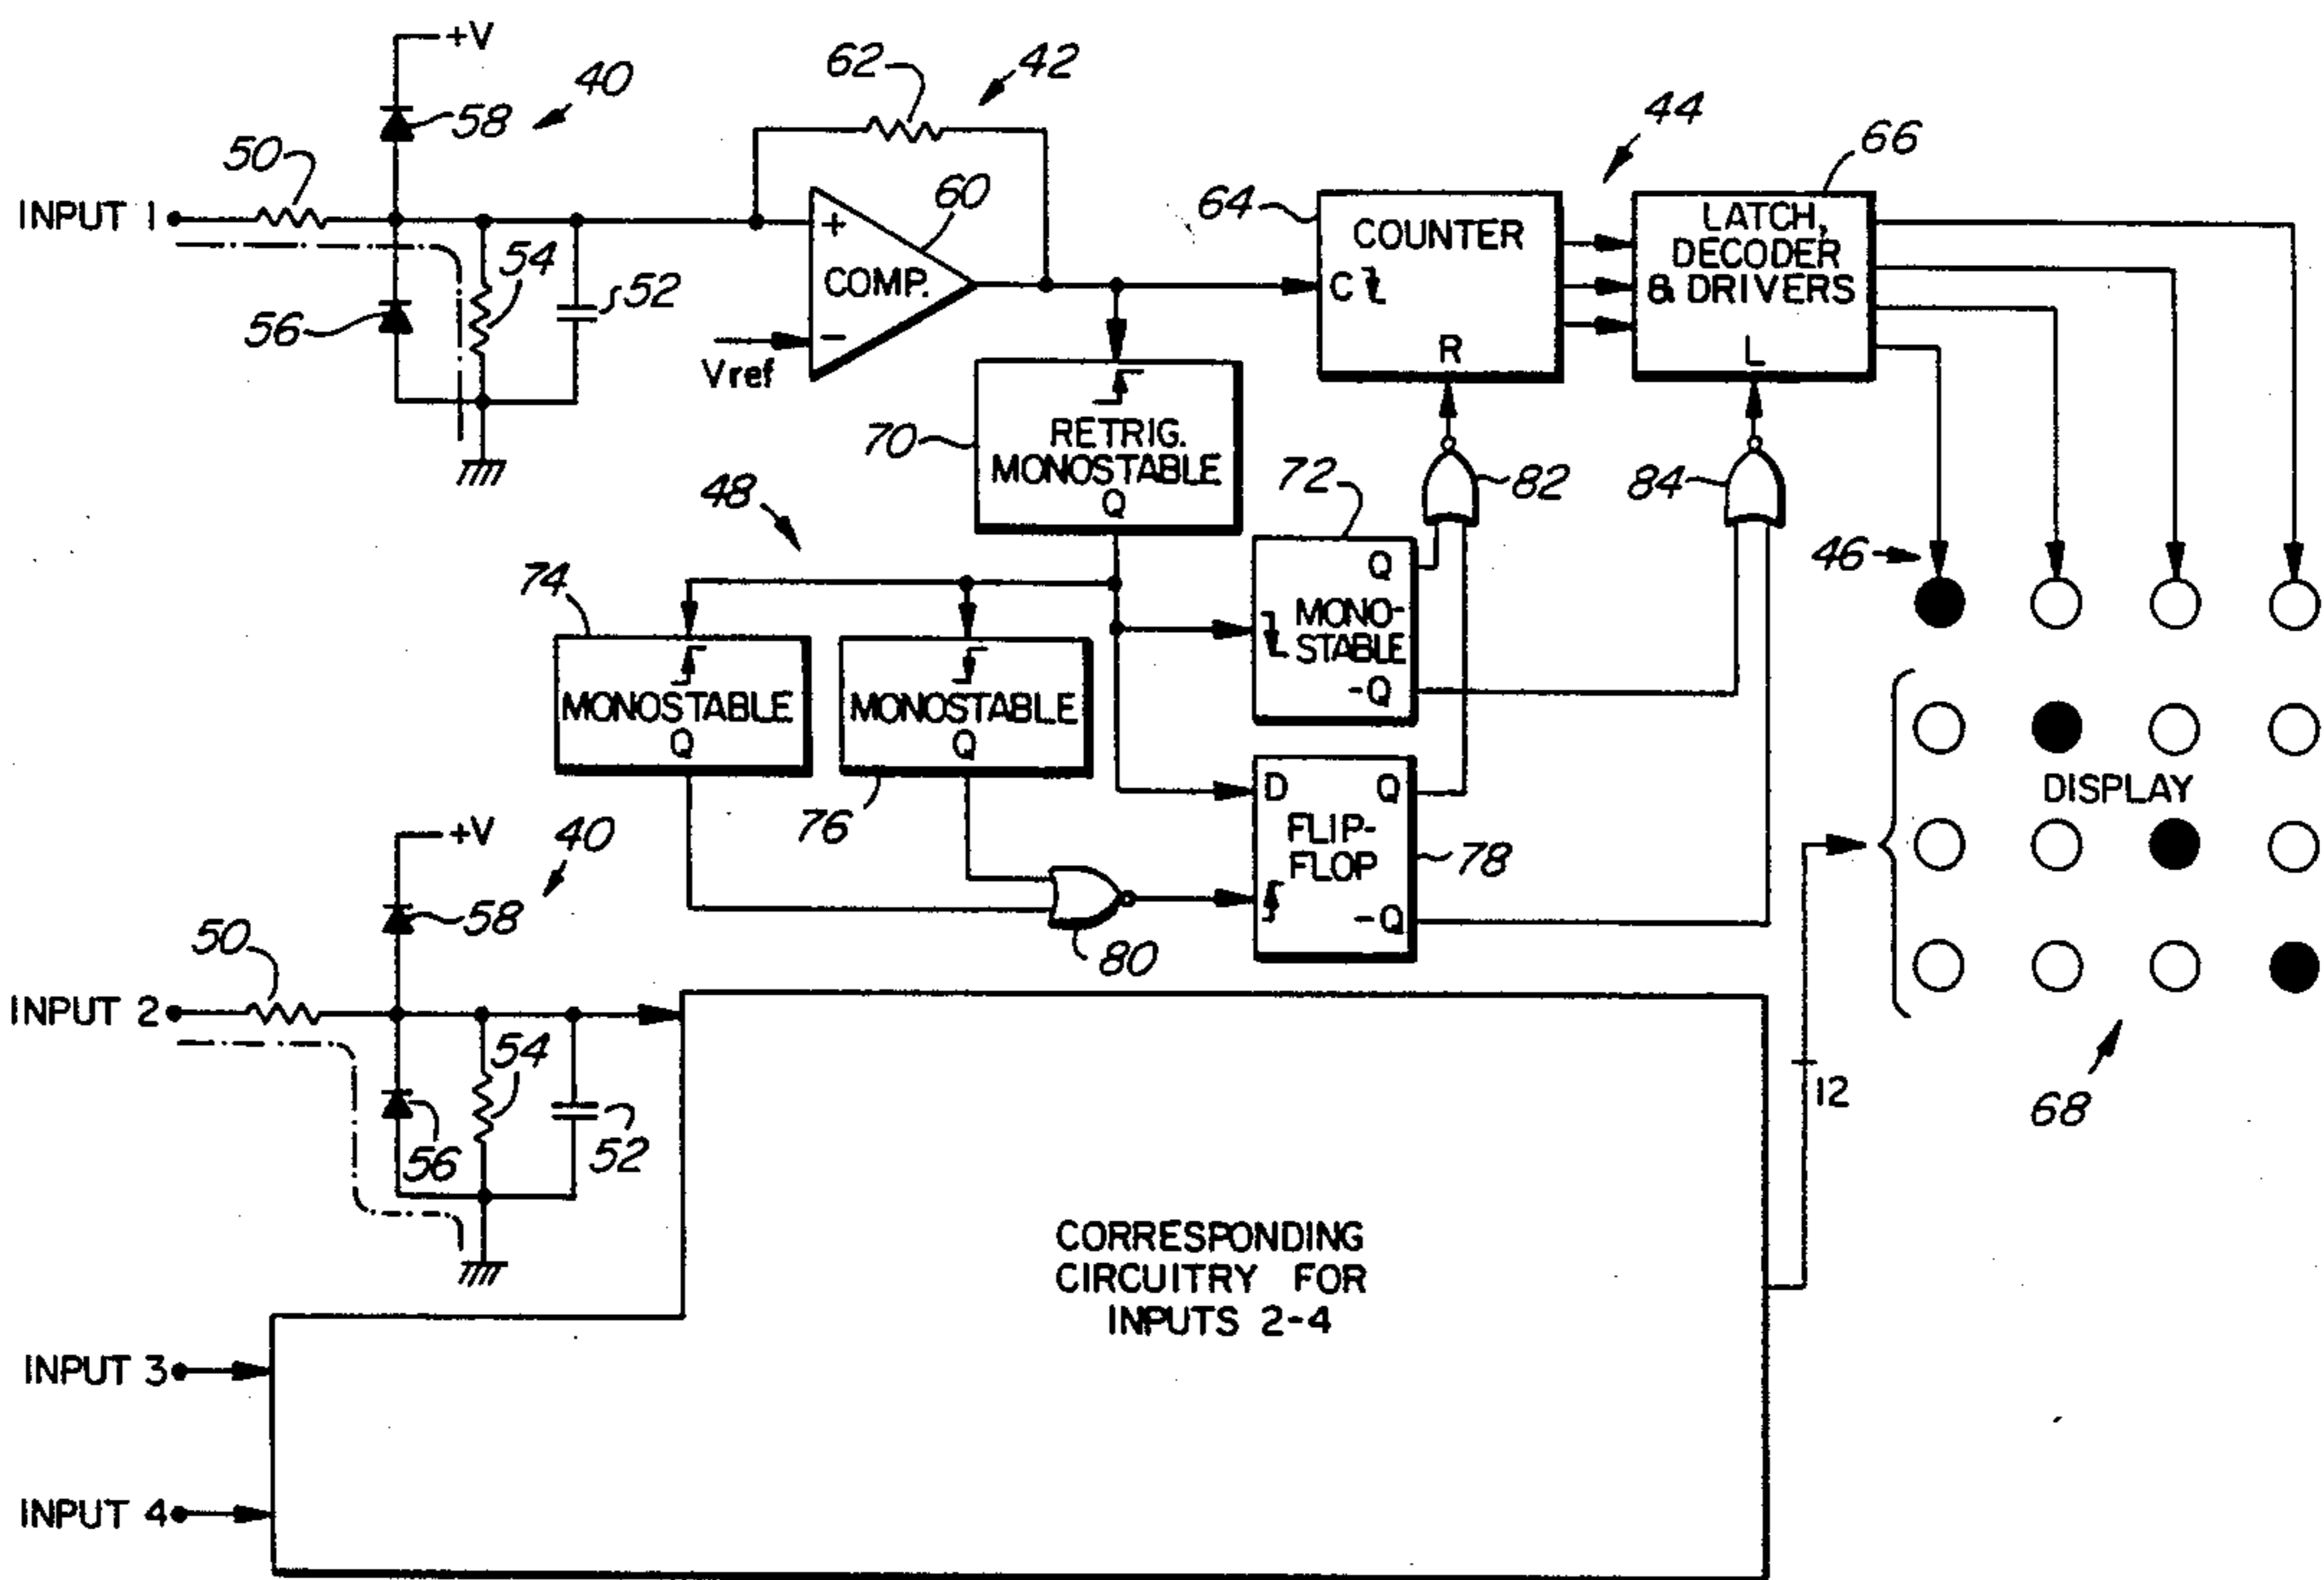 +V
62
42
40
58
44
66
50
60
64
INPUT 1
+
COMP.
-
Vref
54
52
56
COUNTER
C
R
LATCH,
DECODER
& DRIVERS
L
70
RETRIG.
MONOSTABLE
Q
48
72
82
84
46
74
MONOSTABLE
Q
MONOSTABLE
Q
76
Q
MONO-
STABLE
-Q
D
Q
FLIP-
FLOP
-Q
78
80
DISPLAY
68
12
+V
40
58
50
INPUT 2
54
56
52
CORRESPONDING
CIRCUITRY FOR
INPUTS 2-4
INPUT 3
INPUT 4